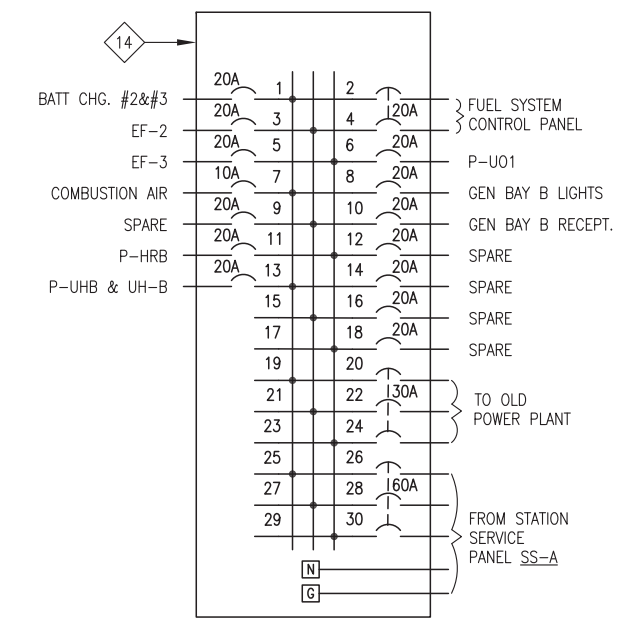 14
20A 1 2
BATT CHG. #2&#3 20A FUEL SYSTEM
20A 3 4 CONTROL PANEL
EF-2
20A 5 6 20A
EF-3 P-U01
10A 7 8 20A
COMBUSTION AIR GEN BAY B LIGHTS
20A 9 10 20A
SPARE GEN BAY B RECEPT.
20A 11 12 20A
P-HRB SPARE
20A 13 14 20A
P-UHB & UH-B SPARE
15 16 20A
SPARE
17 18 20A
SPARE
19 20
21 22 30A TO OLD
POWER PLANT
23 24
25 26
27 28 60A
29 30 FROM STATION
SERVICE
PANEL SS-A
N
G